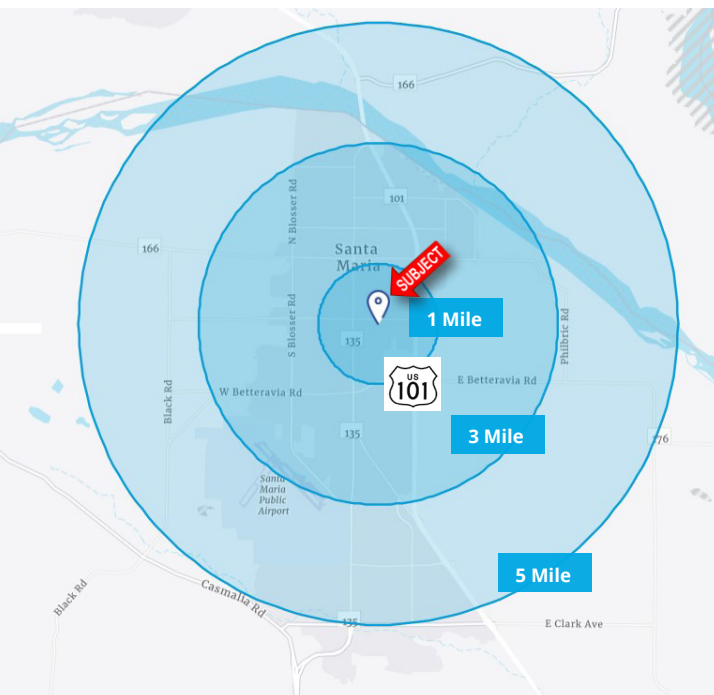 166
N Blosser Rd
101
166
Santa
Maria
SUBJECT
S Blosser Rd
1 Mile
135
Philbric Rd
US
101
E Betteravia Rd
W Betteravia Rd
Black Rd
135
3 Mile
176
Santa
Maria
Public
Airport
5 Mile
Black Rd
Casmalla Rd
135
E Clark Ave